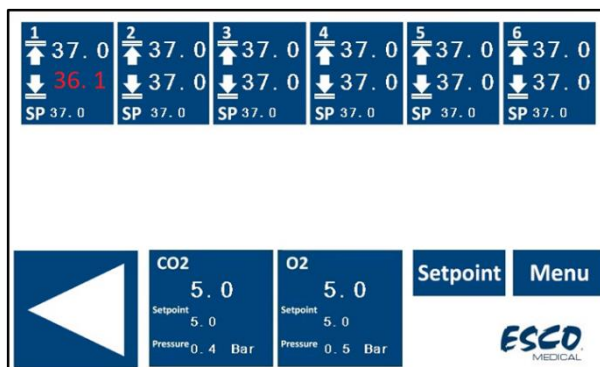 1 2 3 4 5 6
37.0 37.0 37.0 37.0 37.0 37.0
36.1 37.0 37.0 37.0 37.0 37.0
SP 37.0 SP 37.0 SP 37.0 SP 37.0 SP 37.0 SP 37.0
CO2
5.0
Setpoint
5.0
Pressure 0.4 Bar
O2
5.0
Setpoint
5.0
Pressure 0.5 Bar
Setpoint
Menu
ESCO
MEDICAL